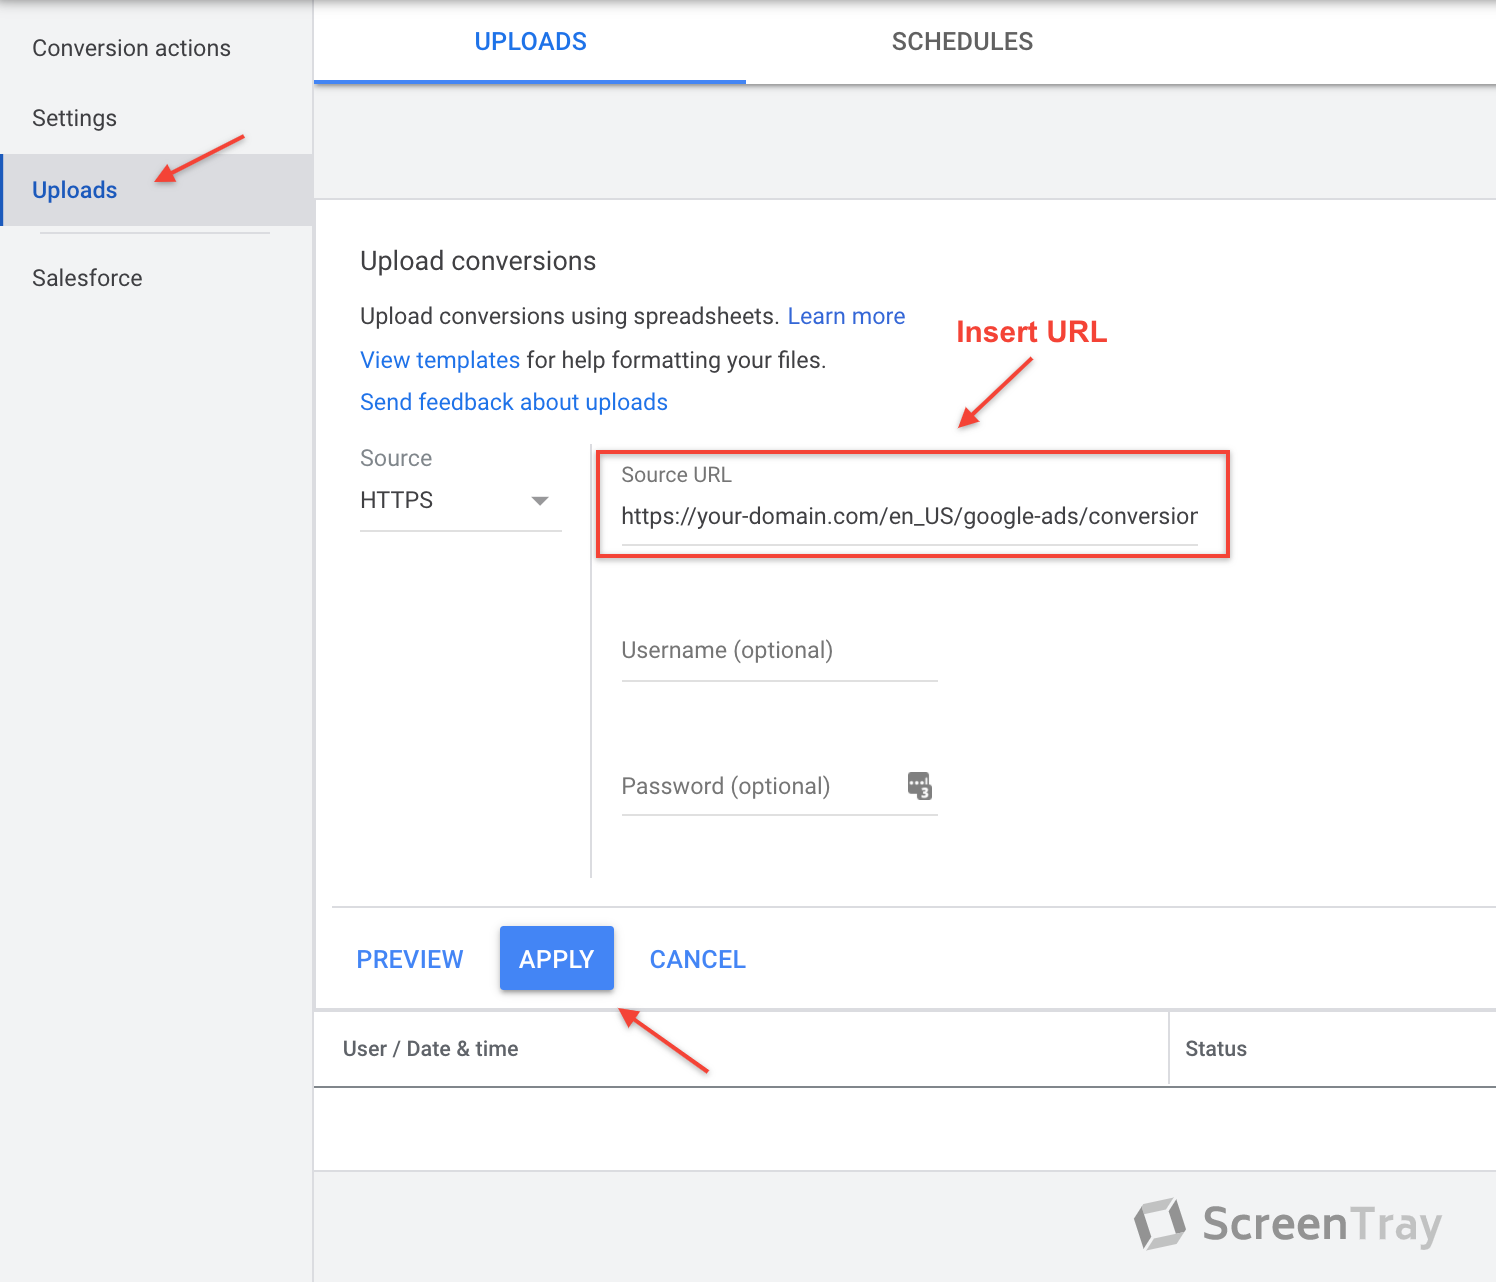 Conversion actions
Settings
Uploads
Salesforce
UPLOADS
SCHEDULES
Upload conversions
Upload conversions using spreadsheets. Learn more
View templates for help formatting your files.
Send feedback about uploads
Insert URL
Source
HTTPS
Source URL
https://your-domain.com/en_US/google-ads/conversion
Username (optional)
Password (optional)
3
PREVIEW
APPLY
CANCEL
User / Date & time
Status
ScreenTray